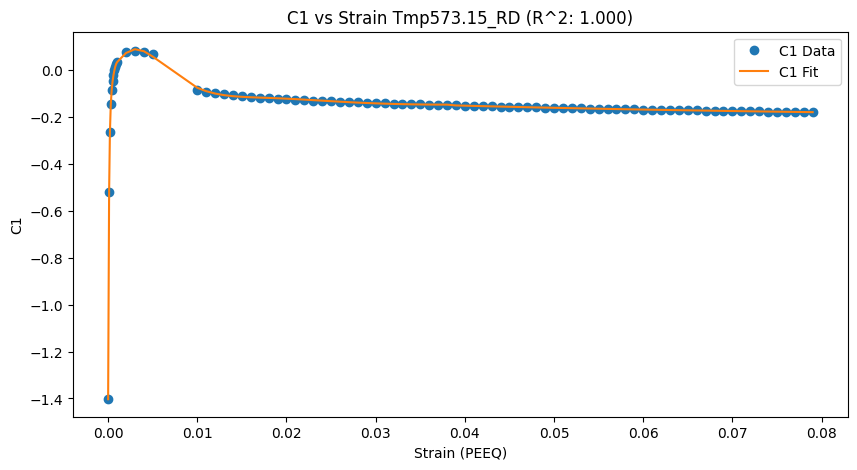 C1 vs Strain Tmp573.15_RD (R^2: 1.000)
C1 Data
C1 Fit
0.0
−0.2
−0.4
−0.6
−0.8
−1.0
−1.2
−1.4
C1
0.00 0.01 0.02 0.03 0.04 0.05 0.06 0.07 0.08
Strain (PEEQ)